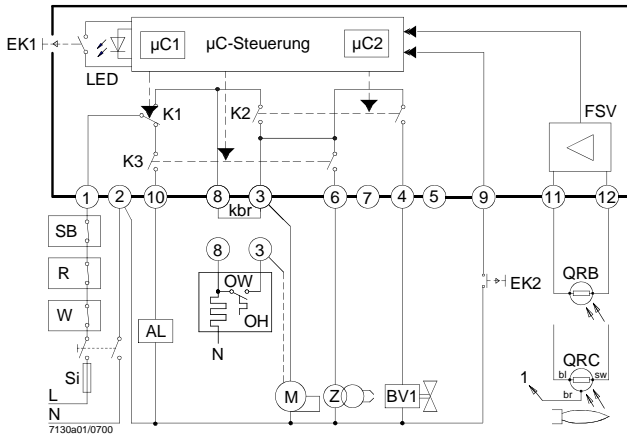 EK1
LED
µC1
µC-Steuerung
µC2
FSV
K1
K2
K3
1
2
10
8
3
6
7
4
5
9
11
12
kbr
SB
R
W
Si
L
N
AL
8
3
OW
OH
N
M
Z
BV1
EK2
QRB
QRC
bl
sw
br
1
7130a01/0700